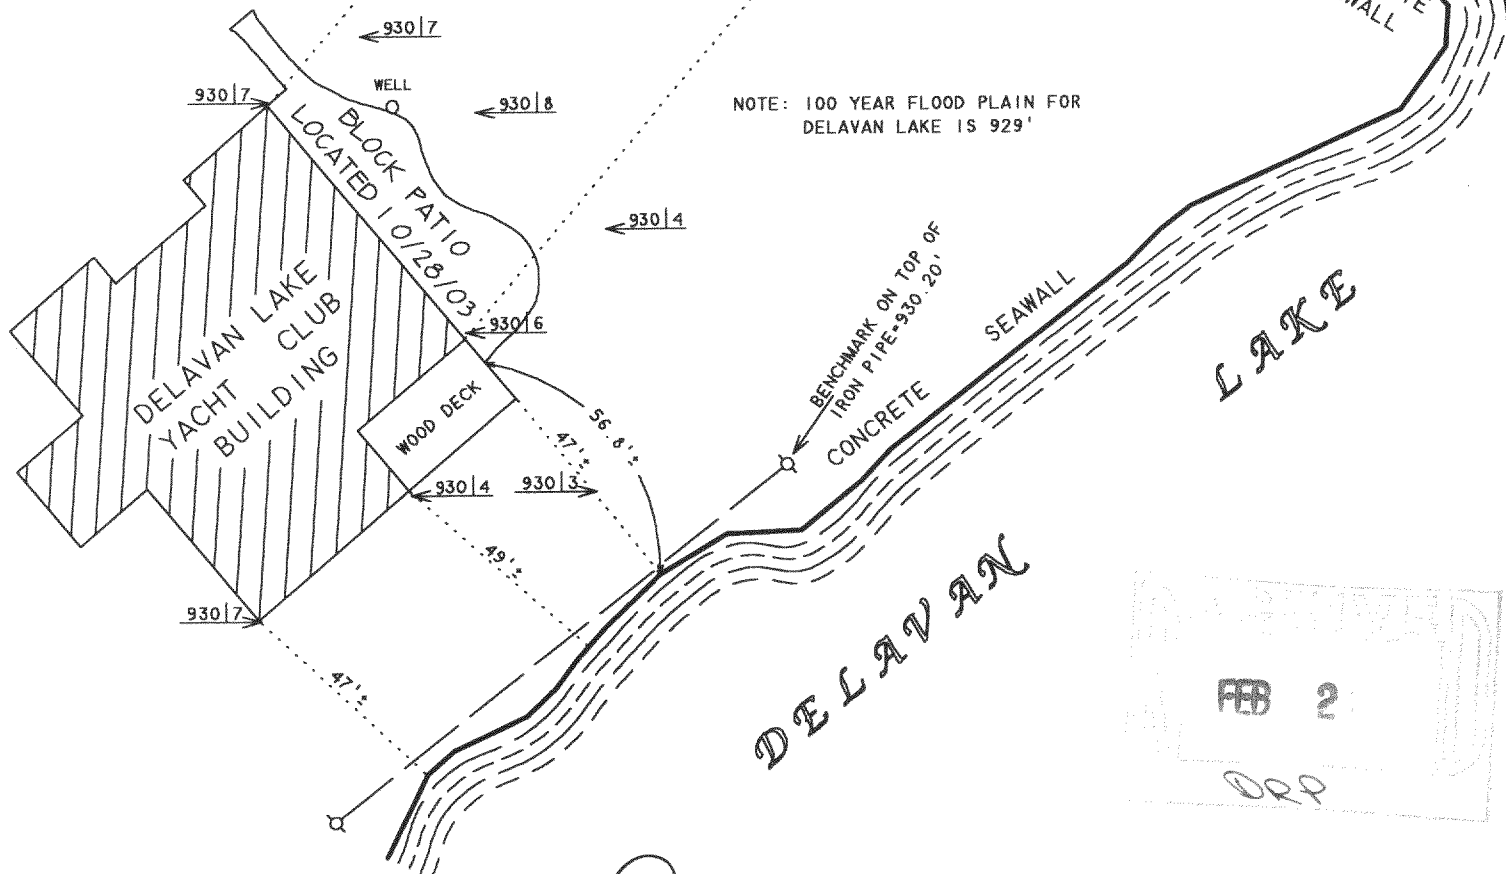 930|7
WALL
WELL
930|7
930|8
NOTE: 100 YEAR FLOOD PLAIN FOR
DELAVAN LAKE IS 929'
BLOCK PATIO
LOCATED 10/28/03
930|4
BENCHMARK ON TOP OF
IRON PIPE=930.20'
SEAWALL
CONCRETE
LAKE
930|6
DELAVAN LAKE
YACHT CLUB
BUILDING
WOOD DECK
56.8'±
47'±
930|4
930|3
49'±
DELAVAN
930|7
47'±
FEB 2
DRP